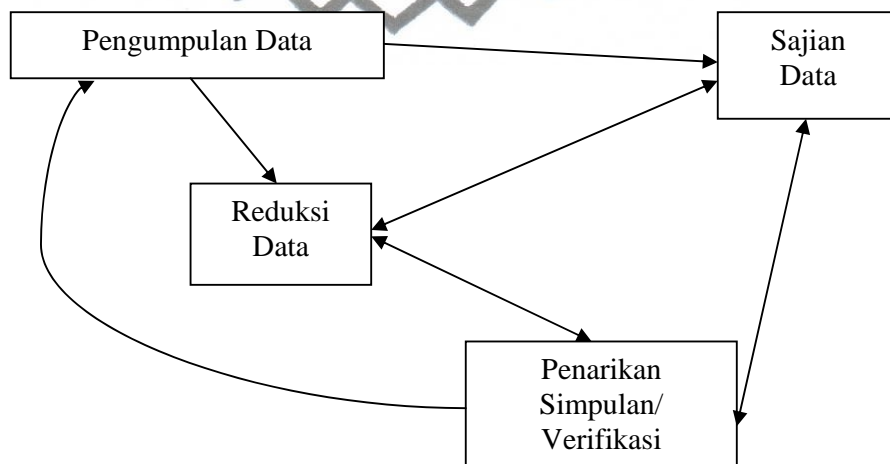 Pengumpulan Data
Sajian
Data
Reduksi
Data
Penarikan
Simpulan/
Verifikasi